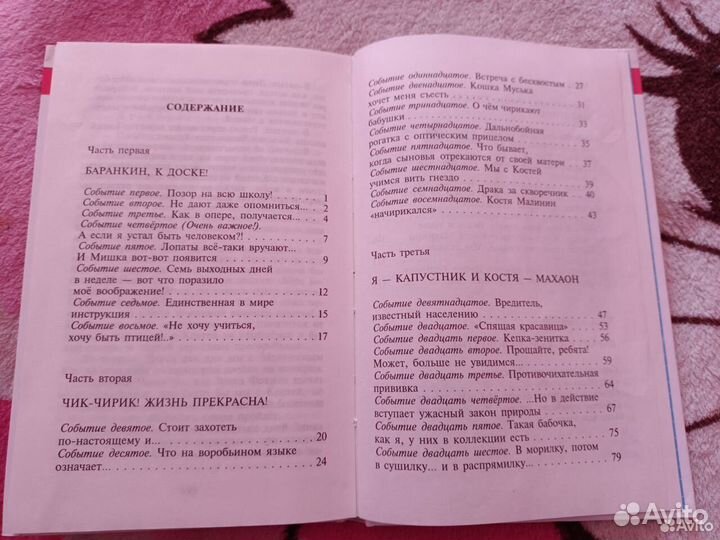 СОДЕРЖАНИЕ
Часть первая
БАРАНКИН, К ДОСКЕ!
Событие первое. Позор на всю школу! . . . . . 1
Событие второе. Не дают даже опомниться... . . 2
Событие третье. Как в опере, получается... . . . 4
Событие четвёртое (Очень важное!).
А если я устал быть человеком?! . . . . . . . . 7
Событие пятое. Лопаты всё-таки вручают...
И Мишка вот-вот появится . . . . . . . . . . 9
Событие шестое. Семь выходных дней
в неделе — вот что поразило
моё воображение! . . . . . . . . . . . . . . 12
Событие седьмое. Единственная в мире
инструкция . . . . . . . . . . . . . . . . . 15
Событие восьмое. «Не хочу учиться,
хочу быть птицей!..» . . . . . . . . . . . . 17
Часть вторая
ЧИК-ЧИРИК! ЖИЗНЬ ПРЕКРАСНА!
Событие девятое. Стоит захотеть
по-настоящему и... . . . . . . . . . . . . . 20
Событие десятое. Что на воробьином языке
означает... . . . . . . . . . . . . . . . . . 24
Событие одиннадцатое. Встреча с бесхвостым . . 27
Событие двенадцатое. Кошка Муська
хочет меня съесть . . . . . . . . . . . . . . 31
Событие тринадцатое. О чём чирикают
бабушки . . . . . . . . . . . . . . . . . . 33
Событие четырнадцатое. Дальнобойная
рогатка с оптическим прицелом . . . . . . . . 35
Событие пятнадцатое. Что бывает,
когда сыновья отрекаются от своей матери . . 37
Событие шестнадцатое. Мы с Костей
учимся вить гнездо . . . . . . . . . . . . . 39
Событие семнадцатое. Драка за скворечник . . . 40
Событие восемнадцатое. Костя Малинин
«начирикался» . . . . . . . . . . . . . . . . 43
Часть третья
Я — КАПУСТНИК И КОСТЯ — МАХАОН
Событие девятнадцатое. Вредитель,
известный населению . . . . . . . . . . . . 47
Событие двадцатое. «Спящая красавица» . . . . 53
Событие двадцать первое. Кепка-зенитка . . . . 56
Событие двадцать второе. Прощайте, ребята!
Может, больше не увидимся... . . . . . . . . 59
Событие двадцать третье. Противочихательная
прививка . . . . . . . . . . . . . . . . . . 64
Событие двадцать четвёртое. ...Но в действие
вступает ужасный закон природы . . . . . . . 67
Событие двадцать пятое. Такая бабочка,
как я, у них в коллекции есть . . . . . . . . 75
Событие двадцать шестое. В морилку, потом
в сушилку... и в распрямилку... . . . . . . . 79
Avito
Avito